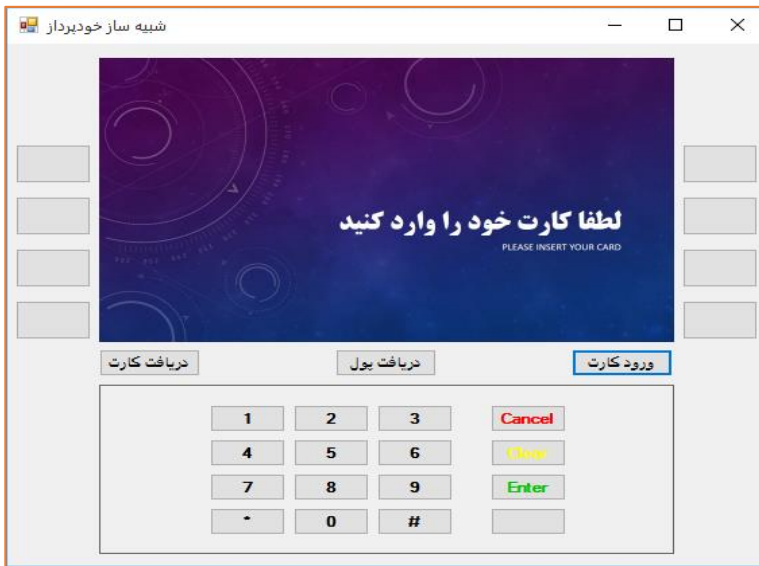 شبیه ساز خودپرداز
لطفا کارت خود را وارد کنید
PLEASE INSERT YOUR CARD
ورود کارت
دریافت پول
دریافت کارت
1 2 3 Cancel
4 5 6 Clear
7 8 9 Enter
* 0 #